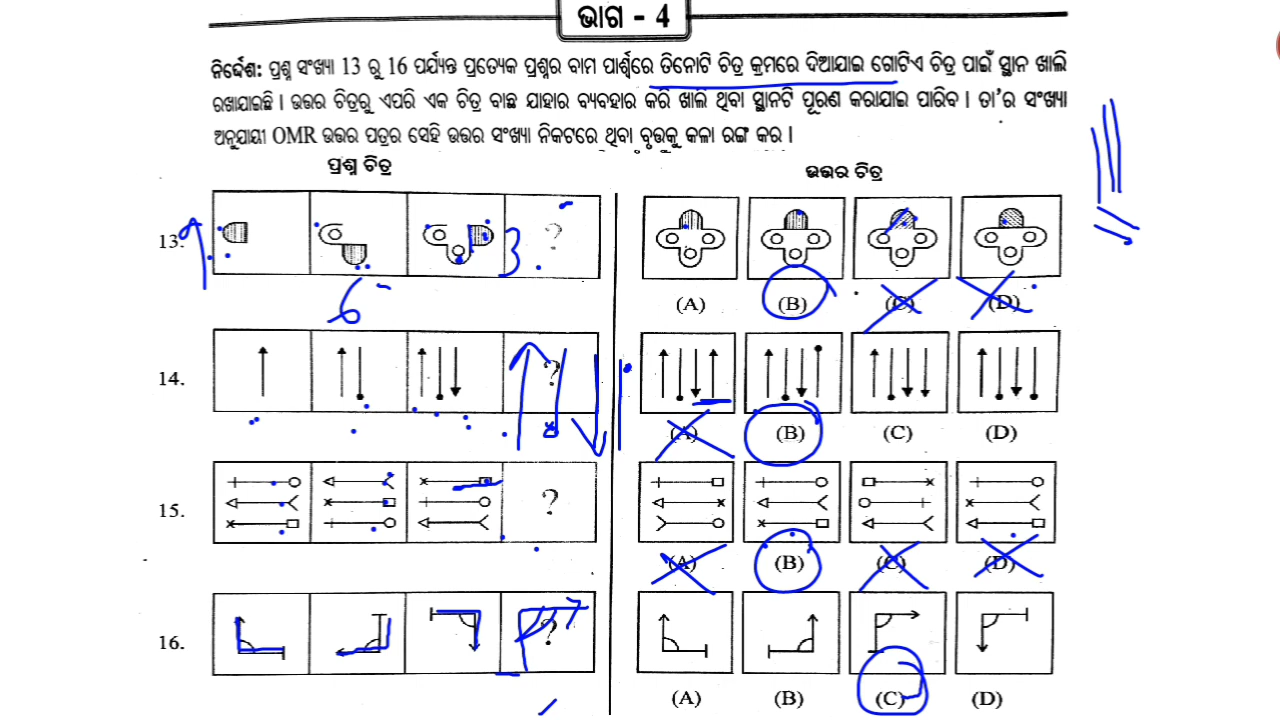 ଭାଗ - 4
ନିର୍ଦ୍ଦେଶ: ପ୍ରଶ୍ନ ସଂଖ୍ୟା 13 ରୁ 16 ପର୍ଯ୍ୟନ୍ତ ପ୍ରତ୍ୟେକ ପ୍ରଶ୍ନର ବାମ ପାର୍ଶ୍ୱରେ ତିନୋଟି ଚିତ୍ର କ୍ରମରେ ଦିଆଯାଇ ଗୋଟିଏ ଚିତ୍ର ପାଇଁ ସ୍ଥାନ ଖାଲି
ରଖାଯାଇଛି । ଉତ୍ତର ଚିତ୍ରରୁ ଏପରି ଏକ ଚିତ୍ର ବାଛ ଯାହାର ବ୍ୟବହାର କରି ଖାଲି ଥିବା ସ୍ଥାନଟି ପୂରଣ କରାଯାଇ ପାରିବ । ତା'ର ସଂଖ୍ୟା
ଅନୁଯାୟୀ OMR ଉତ୍ତର ପତ୍ରର ସେହି ଉତ୍ତର ସଂଖ୍ୟା ନିକଟରେ ଥିବା ବୃତ୍ତକୁ କଳା ରଙ୍ଗ କର ।
ପ୍ରଶ୍ନ ଚିତ୍ର ଉତ୍ତର ଚିତ୍ର
13. 3 ?
6 (A) (B) (C) (D)
14. ?
(A) (B) (C) (D)
15. ?
(A) (B) (C) (D)
16. ?
(A) (B) (C) (D)